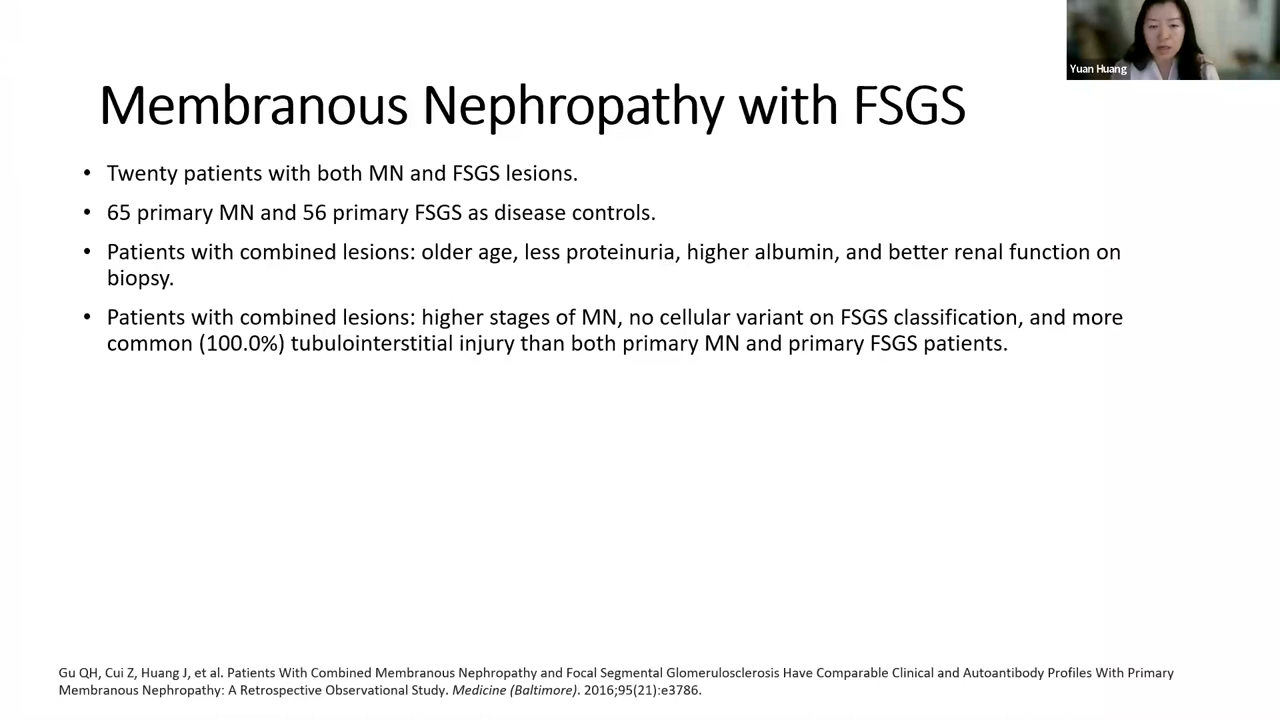 Yuan Huang
Membranous Nephropathy with FSGS
• Twenty patients with both MN and FSGS lesions.
• 65 primary MN and 56 primary FSGS as disease controls.
• Patients with combined lesions: older age, less proteinuria, higher albumin, and better renal function on
biopsy.
• Patients with combined lesions: higher stages of MN, no cellular variant on FSGS classification, and more
common (100.0%) tubulointerstitial injury than both primary MN and primary FSGS patients.
Gu QH, Cui Z, Huang J, et al. Patients With Combined Membranous Nephropathy and Focal Segmental Glomerulosclerosis Have Comparable Clinical and Autoantibody Profiles With Primary
Membranous Nephropathy: A Retrospective Observational Study. Medicine (Baltimore). 2016;95(21):e3786.